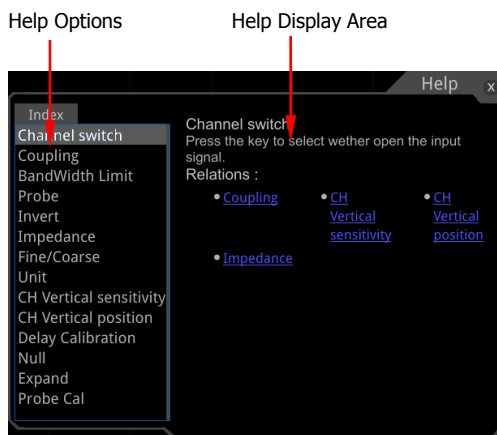 Help Options
Help Display Area
Help
x
Index
Channel switch
Coupling
BandWidth Limit
Probe
Invert
Impedance
Fine/Coarse
Unit
CH Vertical sensitivity
CH Vertical position
Delay Calibration
Null
Expand
Probe Cal
Channel switch
Press the key to select wether open the input
signal.
Relations :
• Coupling
• CH
Vertical
sensitivity
• CH
Vertical
position
• Impedance